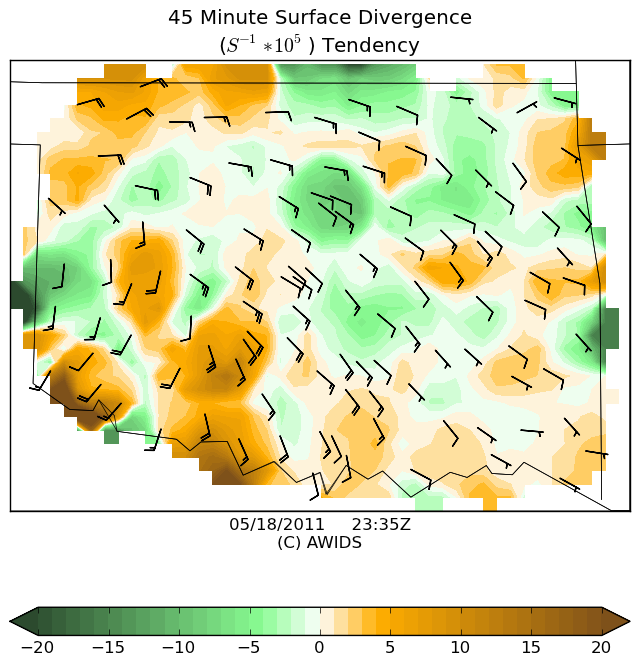 45 Minute Surface Divergence
(S⁻¹ *10⁵ ) Tendency
05/18/2011 23:35Z
(C) AWIDS
−20 −15 −10 −5 0 5 10 15 20